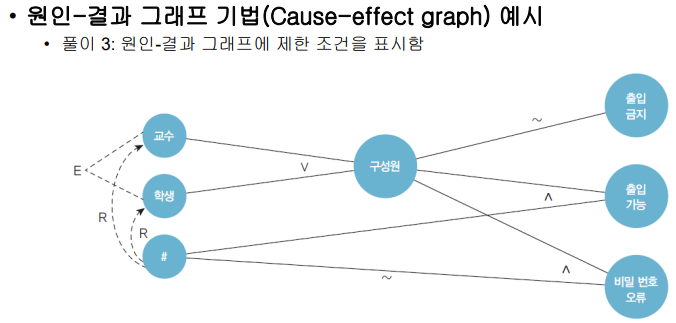 • 원인-결과 그래프 기법(Cause-effect graph) 예시
• 풀이 3: 원인-결과 그래프에 제한 조건을 표시함
교수
학생
#
E
R
R
∨
구성원
~
∧
∧
~
출입
금지
출입
가능
비밀 번호
오류